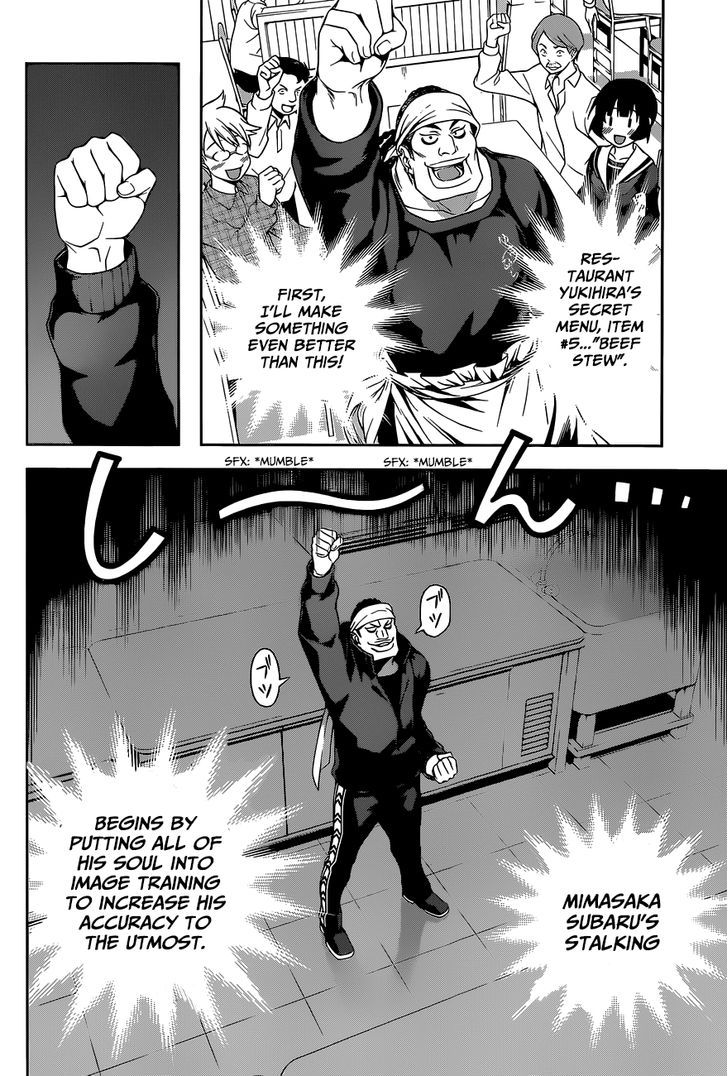 RES-
TAURANT
YUKIHIRA'S
SECRET
MENU, ITEM
#5..."BEEF
STEW".
FIRST,
I'LL MAKE
SOMETHING
EVEN BETTER
THAN THIS!
SFX: *MUMBLE*
SFX: *MUMBLE*
し〜ん…
ブツ
ブツ
MIMASAKA
SUBARU'S
STALKING
BEGINS BY
PUTTING ALL OF
HIS SOUL INTO
IMAGE TRAINING
TO INCREASE HIS
ACCURACY TO
THE UTMOST.